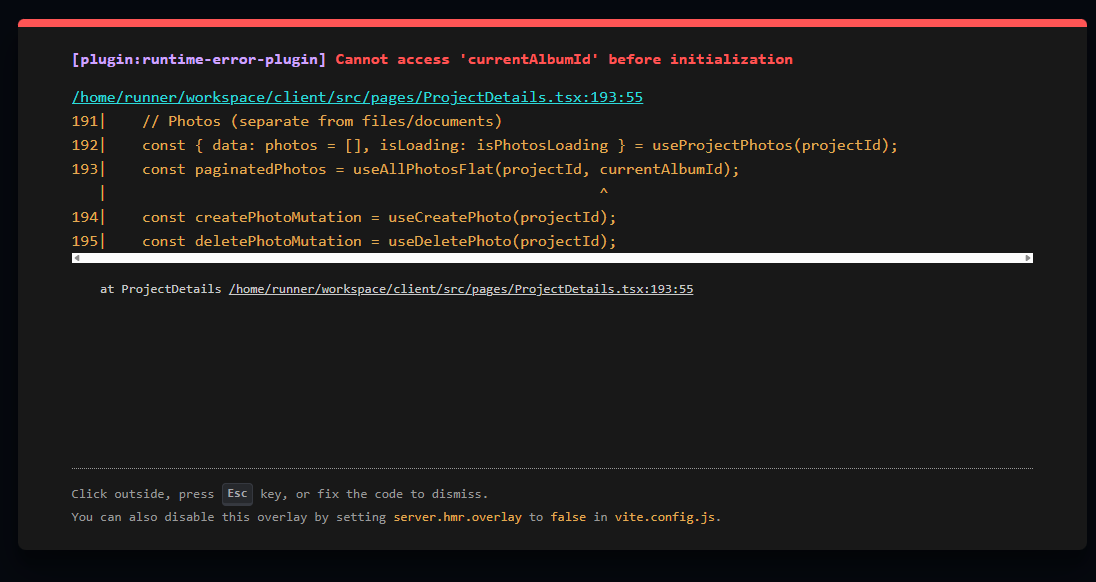 [plugin:runtime-error-plugin] Cannot access 'currentAlbumId' before initialization
/home/runner/workspace/client/src/pages/ProjectDetails.tsx:193:55
191|    // Photos (separate from files/documents)
192|    const { data: photos = [], isLoading: isPhotosLoading } = useProjectPhotos(projectId);
193|    const paginatedPhotos = useAllPhotosFlat(projectId, currentAlbumId);
   |                                                        ^
194|    const createPhotoMutation = useCreatePhoto(projectId);
195|    const deletePhotoMutation = useDeletePhoto(projectId);
at ProjectDetails /home/runner/workspace/client/src/pages/ProjectDetails.tsx:193:55
Click outside, press Esc key, or fix the code to dismiss.
You can also disable this overlay by setting server.hmr.overlay to false in vite.config.js.